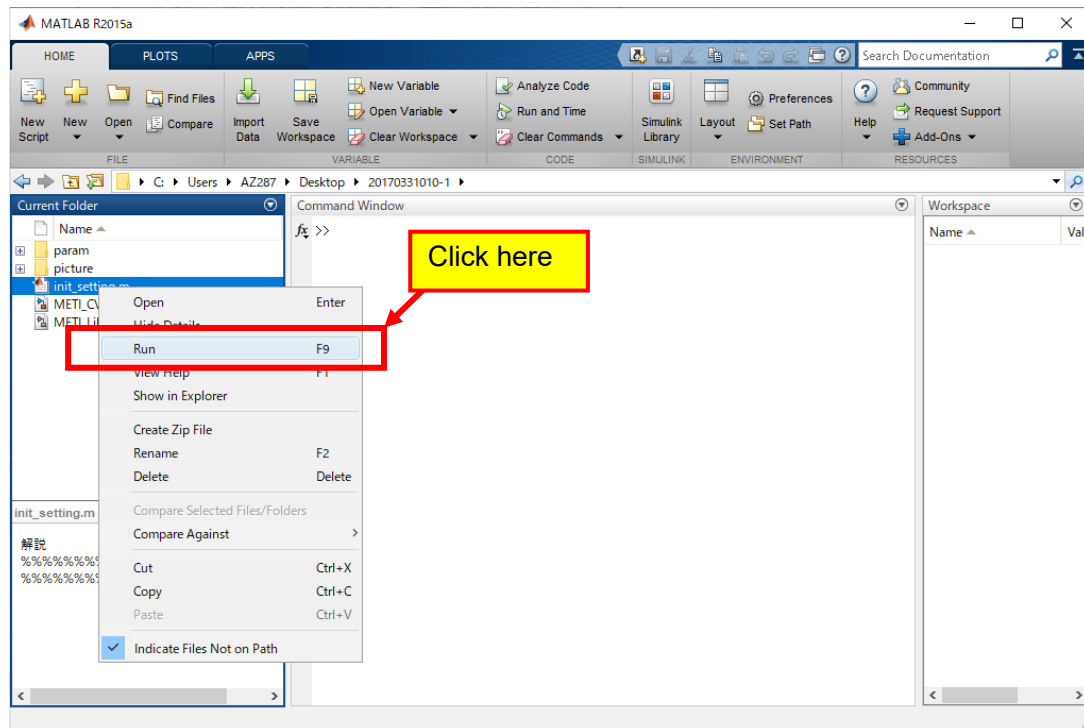 MATLAB R2015a
HOME PLOTS APPS Search Documentation
New Script New Open Find Files Compare Import Data Save Workspace New Variable Open Variable Clear Workspace Analyze Code Run and Time Clear Commands Simulink Library Layout Preferences Set Path Help Community Request Support Add-Ons
FILE VARIABLE CODE SIMULINK ENVIRONMENT RESOURCES
C: Users AZ287 Desktop 20170331010-1
Current Folder Command Window Workspace
Name fx >> Name Val
Click here
param
picture
init_setting.m
METI_CV
METI_Li
Open Enter
Hide Details
Run F9
View Help F1
Show in Explorer
Create Zip File
Rename F2
Delete Delete
Compare Selected Files/Folders
Compare Against >
Cut Ctrl+X
Copy Ctrl+C
Paste Ctrl+V
Indicate Files Not on Path
init_setting.m
解説
%%%%%%%
%%%%%%%